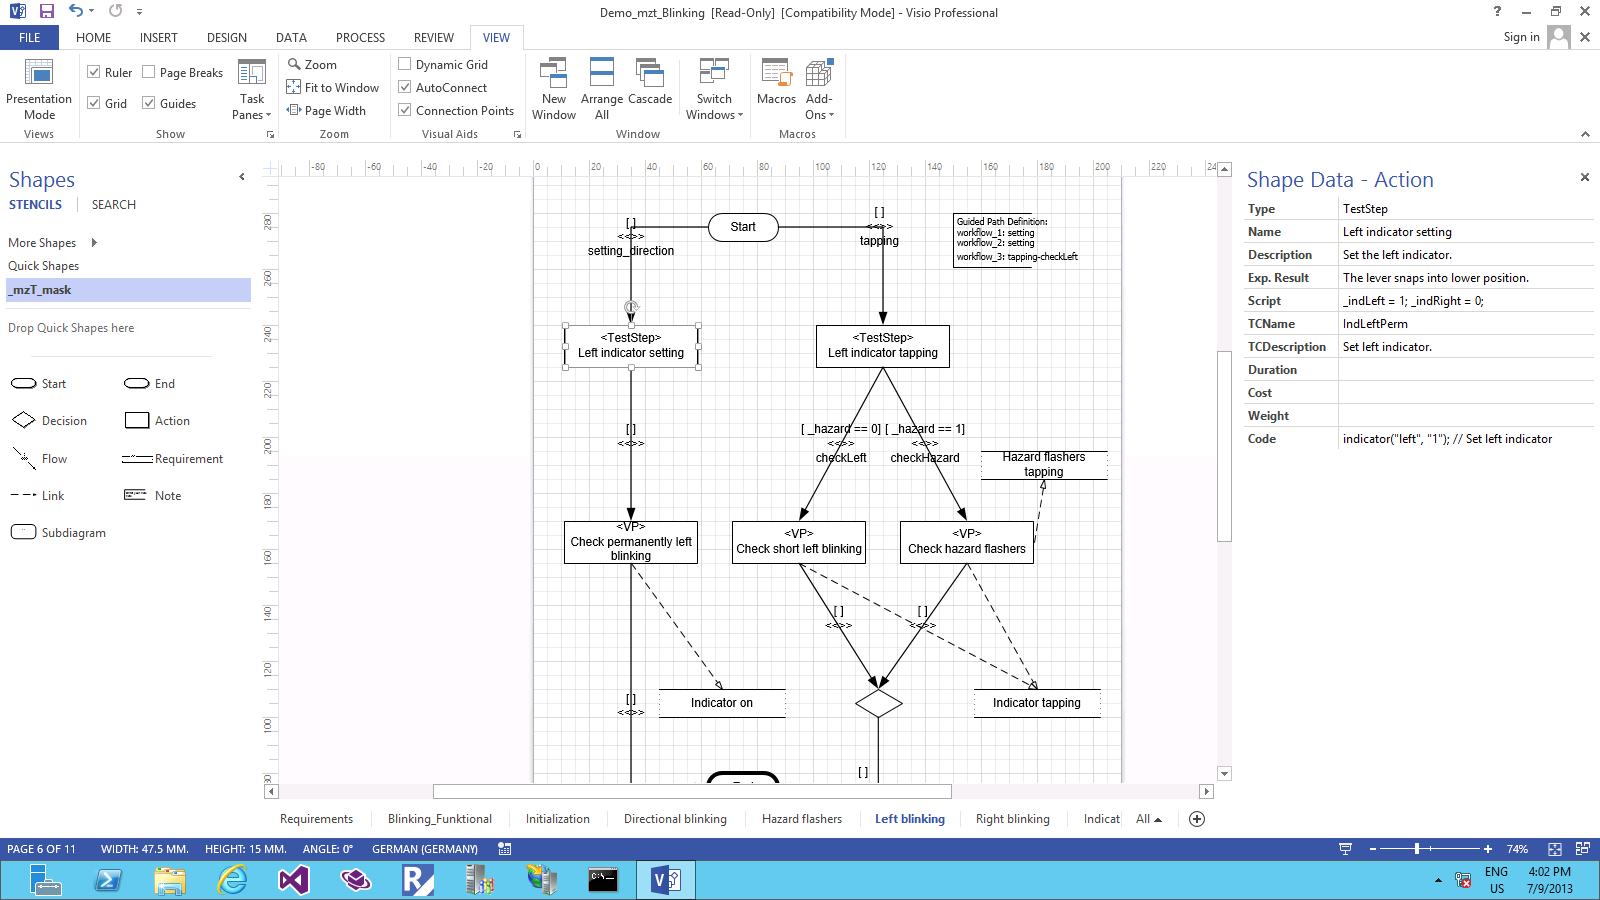 Demo_mzt_Blinking [Read-Only] [Compatibility Mode] - Visio Professional
FILE HOME INSERT DESIGN DATA PROCESS REVIEW VIEW
Sign in
Presentation Mode
Views
Ruler
Page Breaks
Grid
Guides
Task Panes
Show
Zoom
Fit to Window
Page Width
Zoom
Dynamic Grid
AutoConnect
Connection Points
Visual Aids
New Window
Arrange All
Cascade
Switch Windows
Window
Macros
Add-Ons
Macros
Shapes
STENCILS SEARCH
More Shapes
Quick Shapes
_mzT_mask
Drop Quick Shapes here
Start
End
Decision
Action
Flow
Requirement
Link
Note
Subdiagram
-80 -60 -40 -20 0 20 40 60 80 100 120 140 160 180 200 220 24
280
260
240
220
200
180
160
140
120
100
80
Start
[ ]
<<>>
setting_direction
[ ]
<<>>
tapping
Guided Path Definition:
workflow_1: setting
workflow_2: setting
workflow_3: tapping-checkLeft
<TestStep>
Left indicator setting
<TestStep>
Left indicator tapping
[ ]
<<>>
[ _hazard == 0]
<<>>
checkLeft
[ _hazard == 1]
<<>>
checkHazard
Hazard flashers
tapping
<VP>
Check permanently left
blinking
<VP>
Check short left blinking
<VP>
Check hazard flashers
[ ]
<<>>
[ ]
<<>>
[ ]
<<>>
Indicator on
Indicator tapping
[ ]
Shape Data - Action
Type TestStep
Name Left indicator setting
Description Set the left indicator.
Exp. Result The lever snaps into lower position.
Script _indLeft = 1; _indRight = 0;
TCName IndLeftPerm
TCDescription Set left indicator.
Duration
Cost
Weight
Code indicator("left", "1"); // Set left indicator
Requirements Blinking_Funktional Initialization Directional blinking Hazard flashers Left blinking Right blinking Indicat All
PAGE 6 OF 11 WIDTH: 47.5 MM. HEIGHT: 15 MM. ANGLE: 0° GERMAN (GERMANY) 74%
ENG
US
4:02 PM
7/9/2013